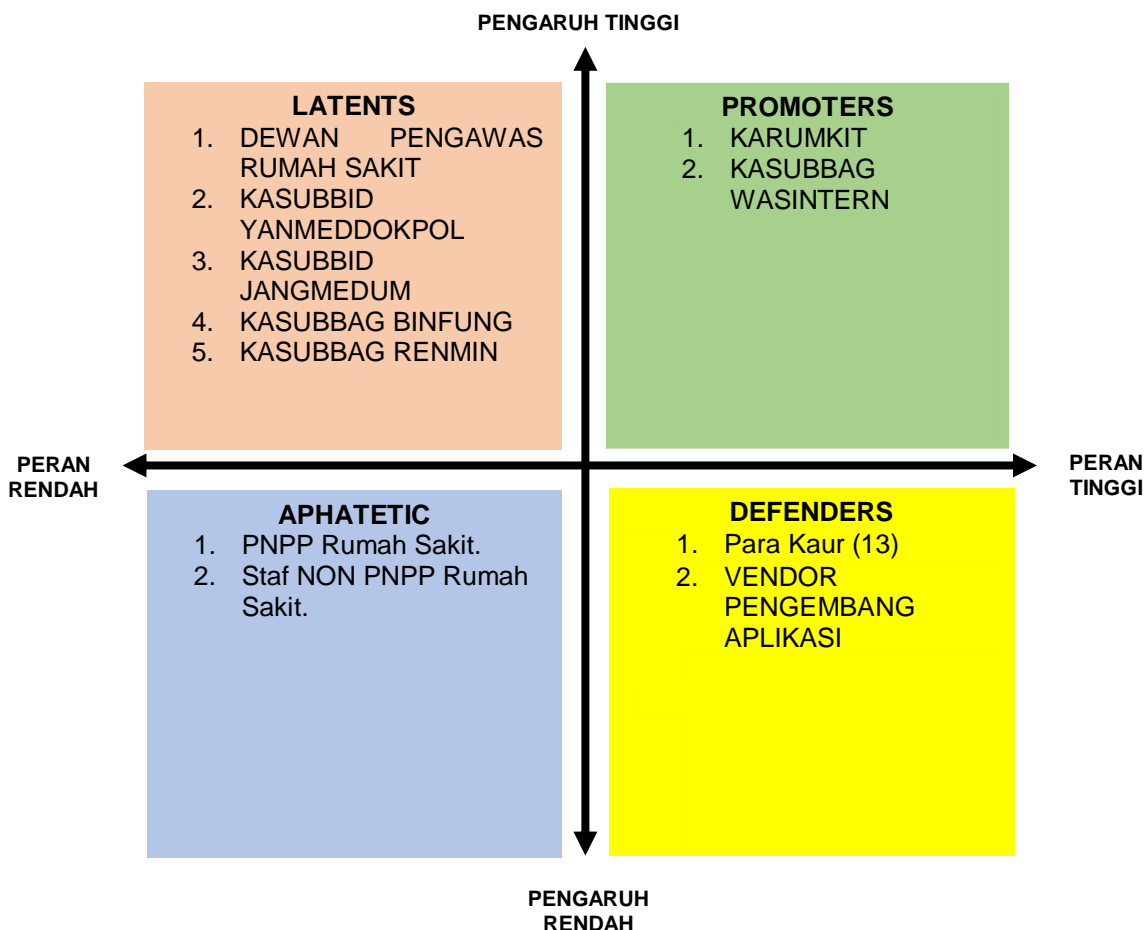 PENGARUH TINGGI
LATENTS
1. DEWAN PENGAWAS
RUMAH SAKIT
2. KASUBBID
YANMEDDOKPOL
3. KASUBBID
JANGMEDUM
4. KASUBBAG BINFUNG
5. KASUBBAG RENMIN
PROMOTERS
1. KARUMKIT
2. KASUBBAG
WASINTERN
PERAN
RENDAH
PERAN
TINGGI
APHATETIC
1. PNPP Rumah Sakit.
2. Staf NON PNPP Rumah
Sakit.
DEFENDERS
1. Para Kaur (13)
2. VENDOR
PENGEMBANG
APLIKASI
PENGARUH
RENDAH